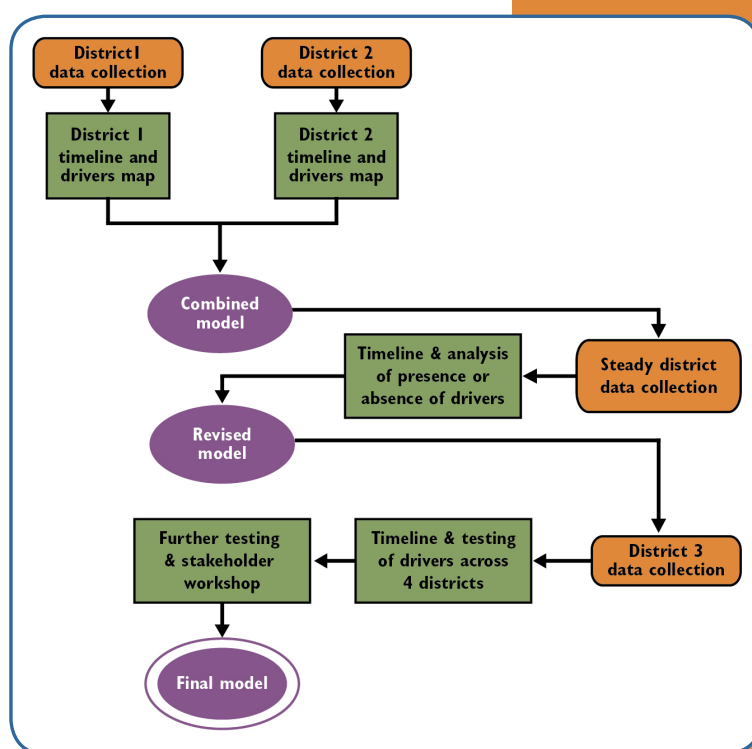 District1
data collection
District 2
data collection
District 1
timeline and
drivers map
District 2
timeline and
drivers map
Combined
model
Timeline & analysis
of presence or
absence of drivers
Steady district
data collection
Revised
model
Further testing
& stakeholder
workshop
Timeline & testing
of drivers across
4 districts
District 3
data collection
Final model